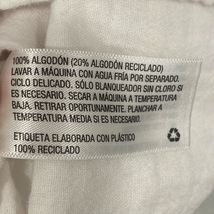 100% ALGODÓN (20% ALGODÓN RECICLADO)
LAVAR A MÁQUINA CON AGUA FRÍA POR SEPARADO.
CICLO DELICADO. SÓLO BLANQUEADOR SIN CLORO SI
ES NECESARIO. SECAR A MÁQUINA A TEMPERATURA
BAJA, RETIRAR OPORTUNAMENTE. PLANCHAR A
TEMPERATURA MEDIA SI ES NECESARIO.
ETIQUETA ELABORADA CON PLÁSTICO
100% RECICLADO